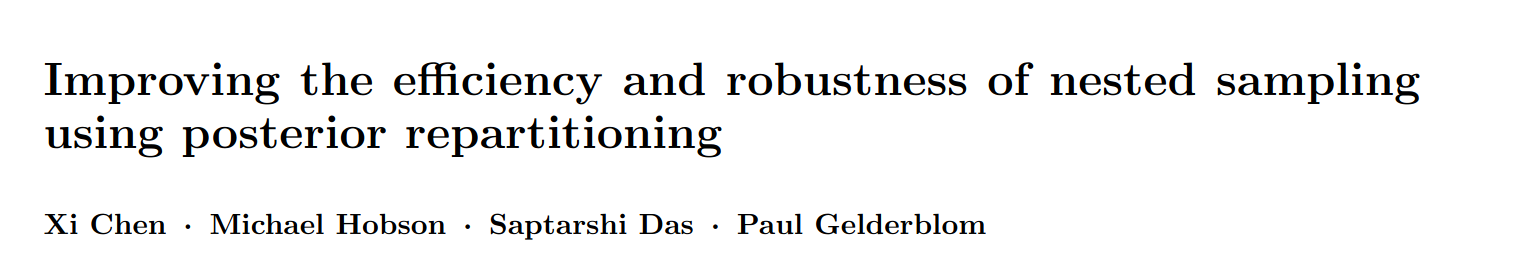 Improving the efficiency and robustness of nested sampling
using posterior repartitioning
Xi Chen · Michael Hobson · Saptarshi Das · Paul Gelderblom